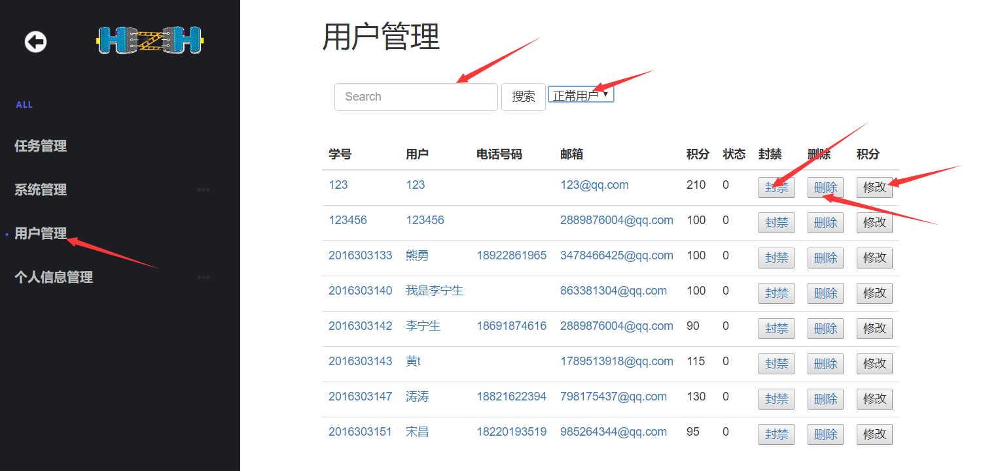 HZH
ALL
任务管理
系统管理
用户管理
个人信息管理
用户管理
Search 搜索 正常用户
学号 用户 电话号码 邮箱 积分 状态 封禁 删除 积分
123 123 123@qq.com 210 0 封禁 删除 修改
123456 123456 2889876004@qq.com 100 0 封禁 删除 修改
2016303133 熊勇 18922861965 3478466425@qq.com 100 0 封禁 删除 修改
2016303140 我是李宁生 863381304@qq.com 100 0 封禁 删除 修改
2016303142 李宁生 18691874616 2889876004@qq.com 90 0 封禁 删除 修改
2016303143 黄t 1789513918@qq.com 115 0 封禁 删除 修改
2016303147 涛涛 18821622394 798175437@qq.com 130 0 封禁 删除 修改
2016303151 宋昌 18220193519 985264344@qq.com 95 0 封禁 删除 修改